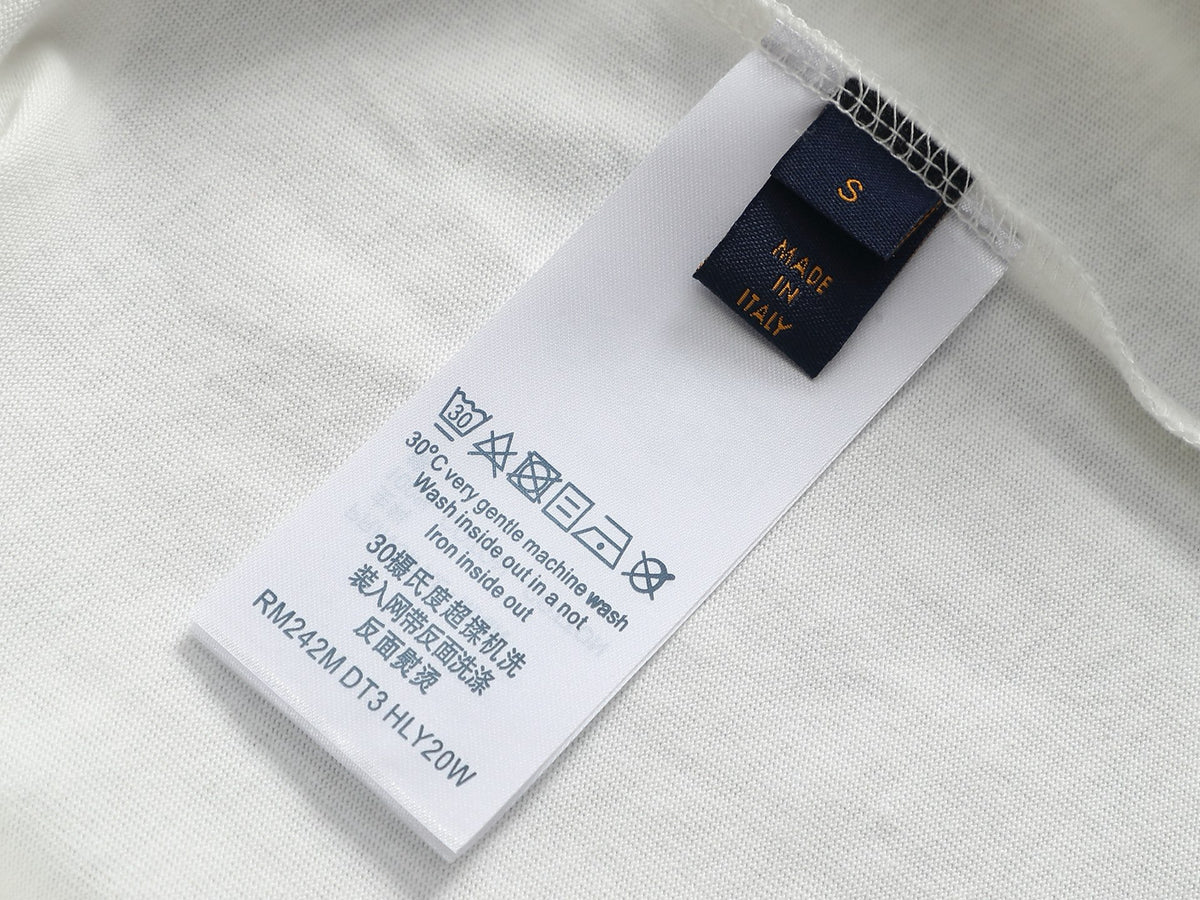 S
MADE
IN
ITALY
30
30°C very gentle machine wash
Wash inside out in a not
Iron inside out
30摄氏度超揉机洗
装入网带反面洗涤
反面熨烫
RM242M DT3 HLY20W